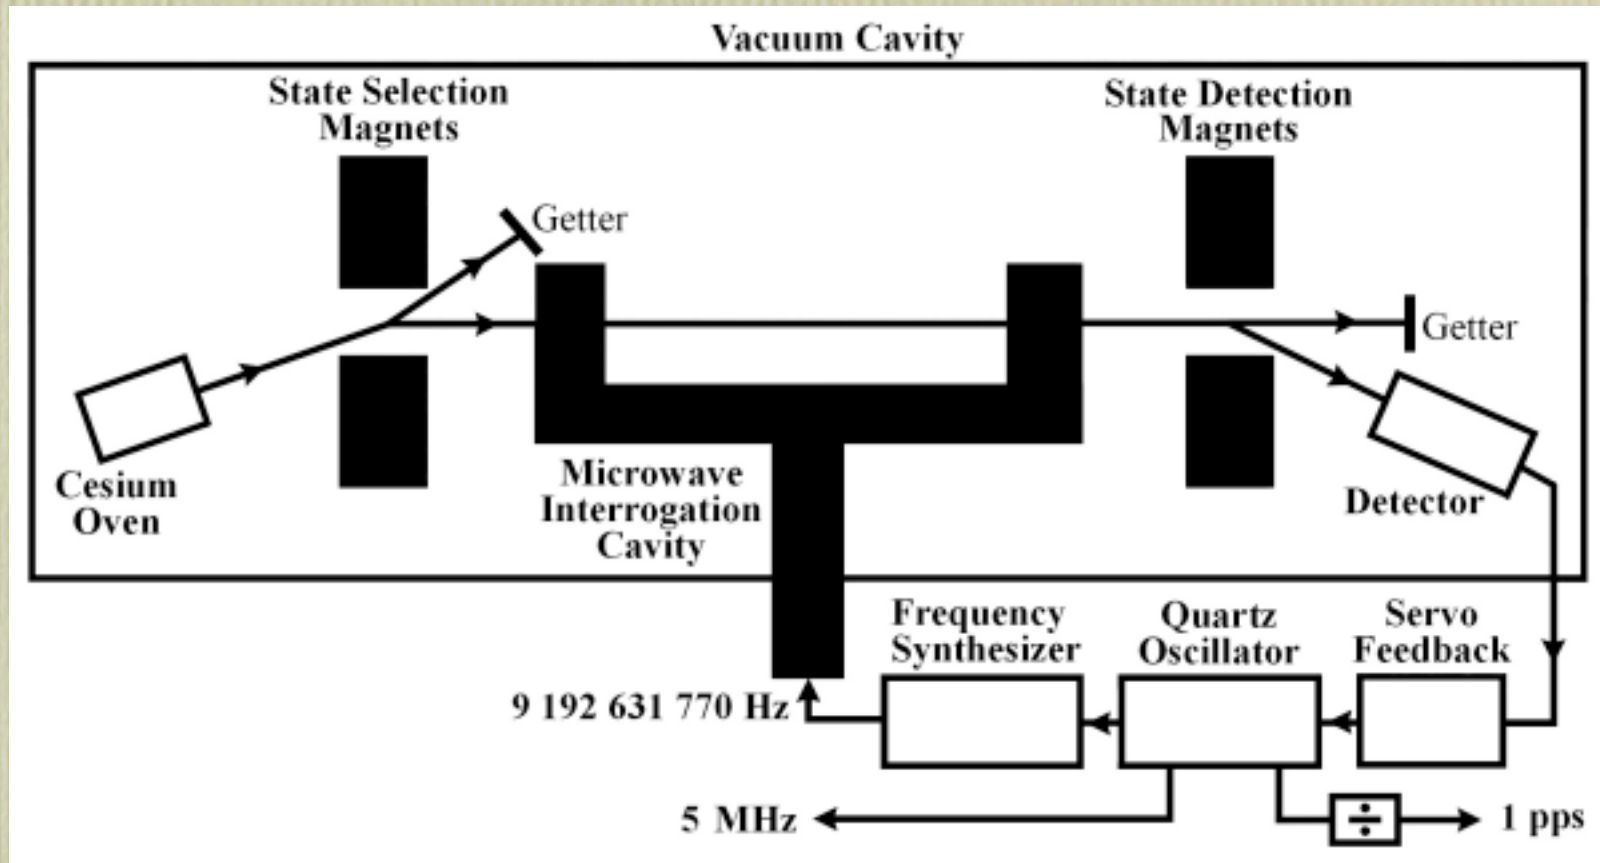 Vacuum Cavity
State Selection
Magnets
State Detection
Magnets
Getter
Getter
Cesium
Oven
Microwave
Interrogation
Cavity
Detector
Frequency
Synthesizer
Quartz
Oscillator
Servo
Feedback
9 192 631 770 Hz
5 MHz
÷
1 pps